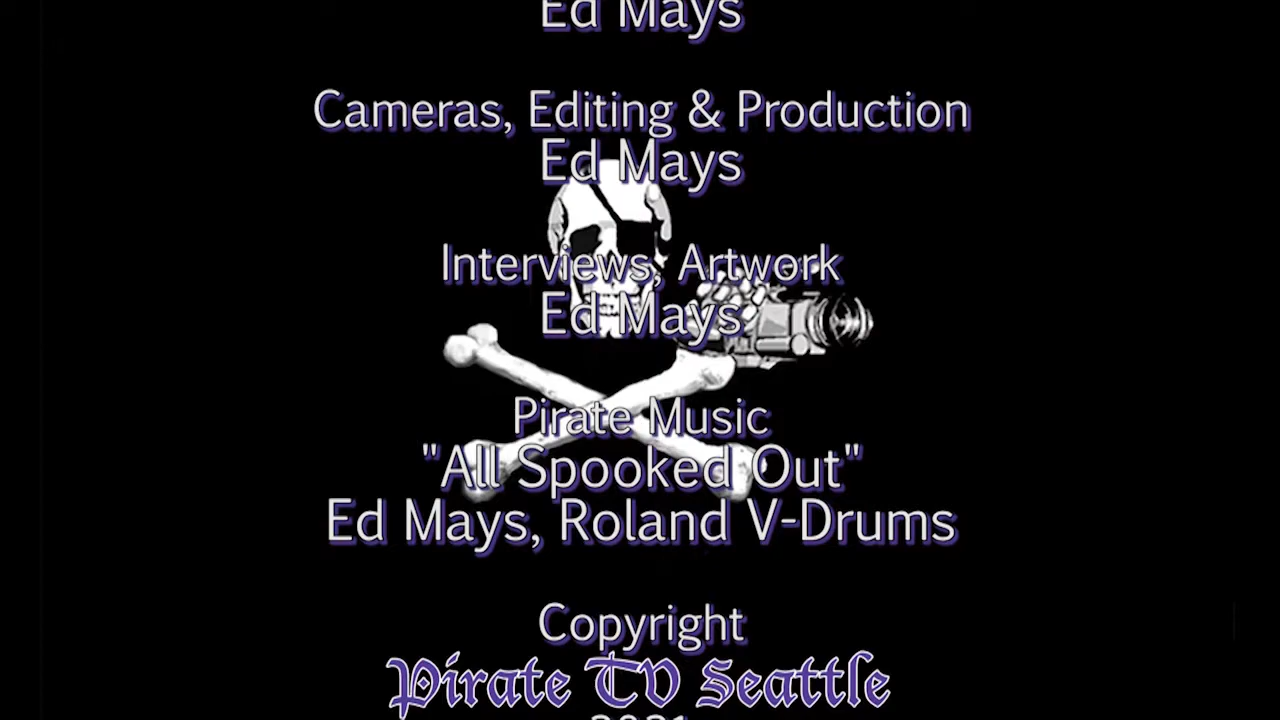 Ed Mays
Cameras, Editing & Production
Ed Mays
Interviews, Artwork
Ed Mays
Pirate Music
"All Spooked Out"
Ed Mays, Roland V-Drums
Copyright
Pirate TV Seattle
2021